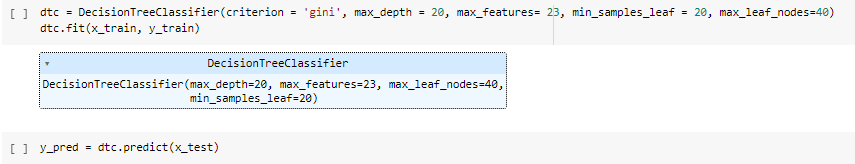 [ ] dtc = DecisionTreeClassifier(criterion = 'gini', max_depth = 20, max_features= 23, min_samples_leaf = 20, max_leaf_nodes=40)
dtc.fit(x_train, y_train)
▾ DecisionTreeClassifier
DecisionTreeClassifier(max_depth=20, max_features=23, max_leaf_nodes=40,
min_samples_leaf=20)
[ ] y_pred = dtc.predict(x_test)